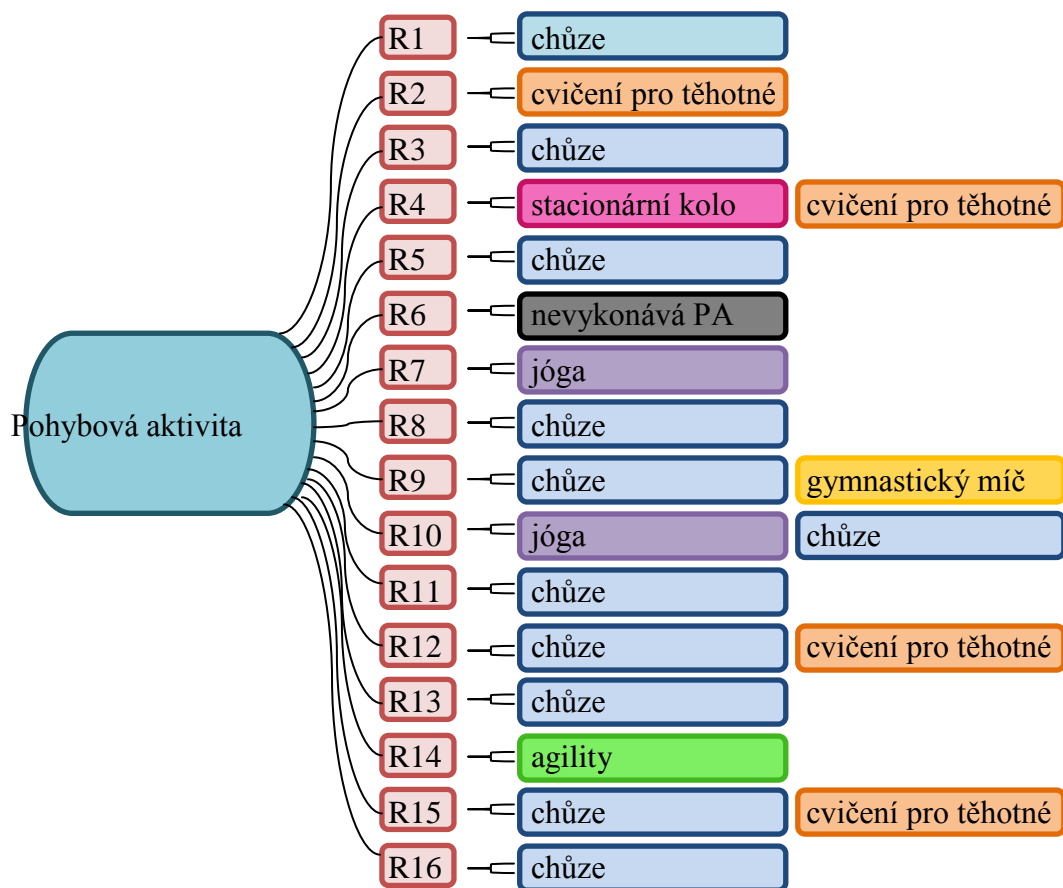 Pohybová aktivita
R1 chůze
R2 cvičení pro těhotné
R3 chůze
R4 stacionární kolo cvičení pro těhotné
R5 chůze
R6 nevykonává PA
R7 jóga
R8 chůze
R9 chůze gymnastický míč
R10 jóga chůze
R11 chůze
R12 chůze cvičení pro těhotné
R13 chůze
R14 agility
R15 chůze cvičení pro těhotné
R16 chůze